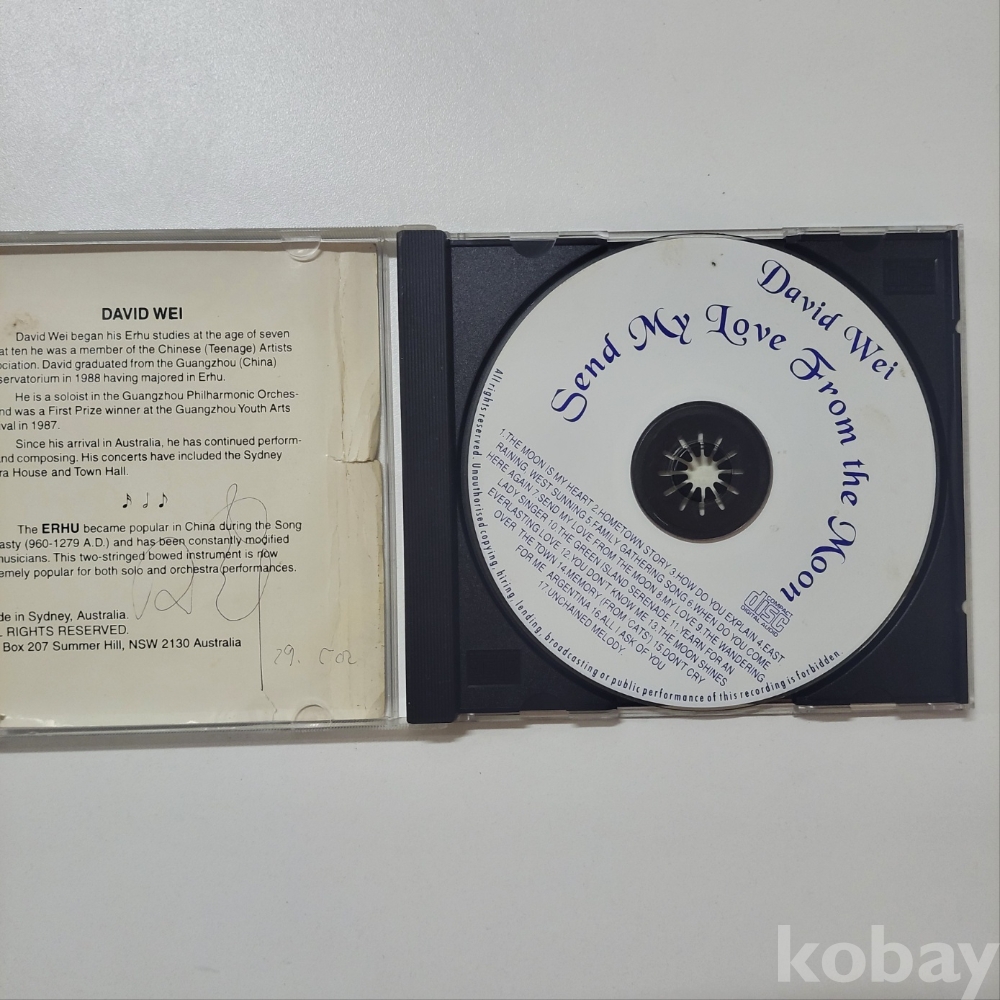 DAVID WEI
David Wei began his Erhu studies at the age of seven
at ten he was a member of the Chinese (Teenage) Artists
ociation. David graduated from the Guangzhou (China)
servatorium in 1988 having majored in Erhu.
He is a soloist in the Guangzhou Philharmonic Orches-
nd was a First Prize winner at the Guangzhou Youth Arts
ival in 1987.
Since his arrival in Australia, he has continued perform-
and composing. His concerts have included the Sydney
ra House and Town Hall.
The ERHU became popular in China during the Song
asty (960-1279 A.D.) and has been constantly modified
musicians. This two-stringed bowed instrument is now
emely popular for both solo and orchestra performances.
de in Sydney, Australia.
L RIGHTS RESERVED.
Box 207 Summer Hill, NSW 2130 Australia
David Wei
Send My Love From the Moon
1.THE MOON IS MY HEART 2.HOMETOWN STORY 3.HOW DO YOU EXPLAIN 4.EAST
RAINING, WEST SUNNING 5.FAMILY GATHERING SONG 6.WHEN DO YOU COME
HERE AGAIN 7.SEND MY LOVE FROM THE MOON 8.MY LOVE 9.THE WANDERING
LADY SINGER 10.THE GREEN ISLAND SERENADE 11.YEARN FOR AN
EVERLASTING LOVE 12.YOU DON'T KNOW ME 13.THE MOON SHINES
OVER THE TOWN 14.MEMORY (FROM CATS) 15.DON'T CRY
FOR ME ARGENTINA 16.ALL I ASK OF YOU
17.UNCHAINED MELODY.
COMPACT
disc
DIGITAL AUDIO
All rights reserved. Unauthorised copying, hiring, lending, broadcasting or public performance of this recording is forbidden.
kobay